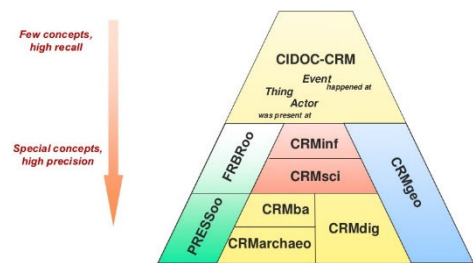 Few concepts,
high recall
CIDOC-CRM
Event
happened at
Thing
Actor
was present at
Special concepts,
high precision
FRBRoo
CRMinf
CRMsci
CRMgeo
PRESSoo
CRMba
CRMdig
CRMarchaeo